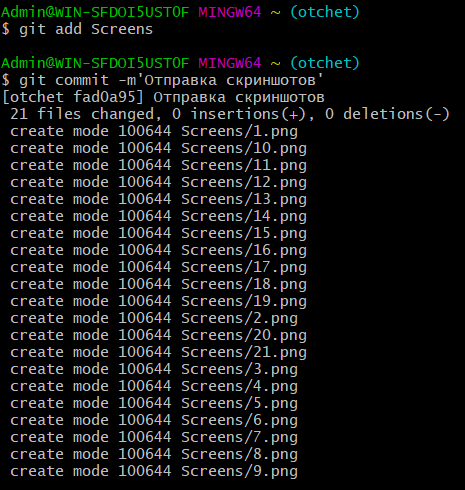 Admin@WIN-SFDOI5USTOF MINGW64 ~ (otchet)
$ git add Screens
Admin@WIN-SFDOI5USTOF MINGW64 ~ (otchet)
$ git commit -m'Отправка скриншотов'
[otchet fad0a95] Отправка скриншотов
21 files changed, 0 insertions(+), 0 deletions(-)
create mode 100644 Screens/1.png
create mode 100644 Screens/10.png
create mode 100644 Screens/11.png
create mode 100644 Screens/12.png
create mode 100644 Screens/13.png
create mode 100644 Screens/14.png
create mode 100644 Screens/15.png
create mode 100644 Screens/16.png
create mode 100644 Screens/17.png
create mode 100644 Screens/18.png
create mode 100644 Screens/19.png
create mode 100644 Screens/2.png
create mode 100644 Screens/20.png
create mode 100644 Screens/21.png
create mode 100644 Screens/3.png
create mode 100644 Screens/4.png
create mode 100644 Screens/5.png
create mode 100644 Screens/6.png
create mode 100644 Screens/7.png
create mode 100644 Screens/8.png
create mode 100644 Screens/9.png